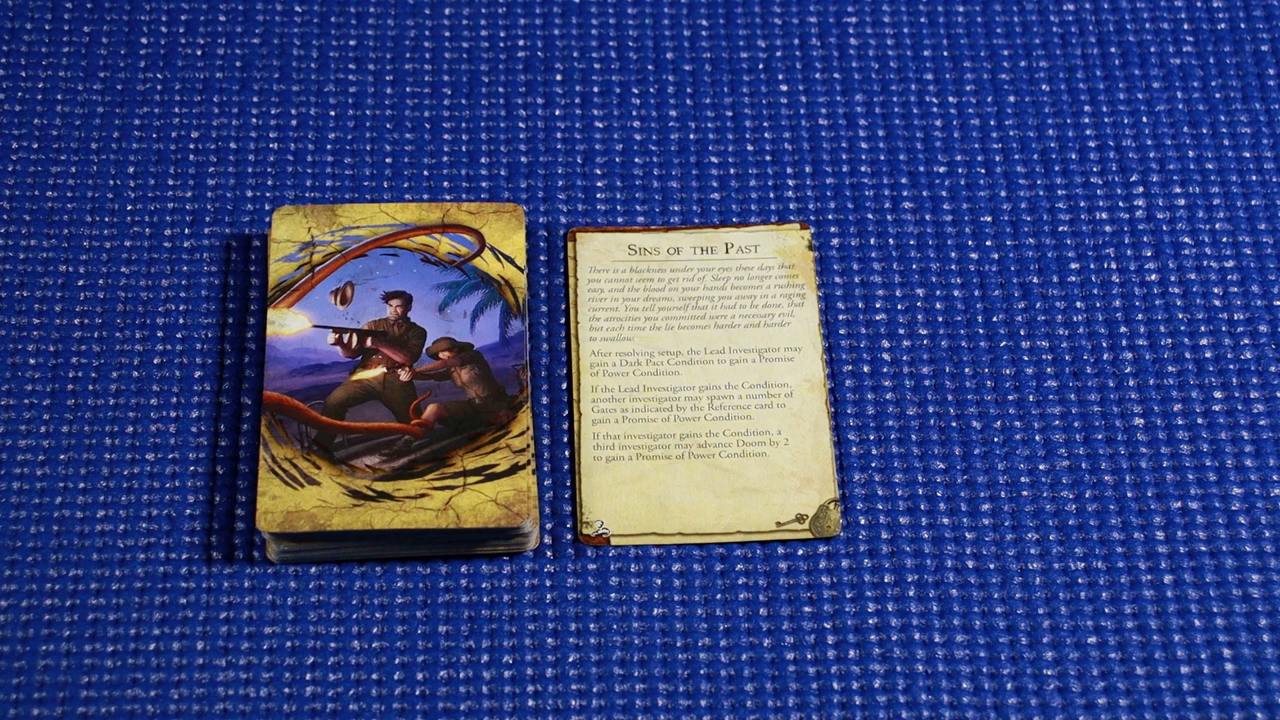 SINS OF THE PAST
There is a blackness under your eyes these days that
you cannot seem to get rid of. Sleep no longer comes
easy, and the blood on your hands becomes a rushing
river in your dreams, sweeping you away in a raging
current. You tell yourself that it had to be done, that
the atrocities you committed were a necessary evil,
but each time the lie becomes harder and harder
to swallow.
After resolving setup, the Lead Investigator may
gain a Dark Pact Condition to gain a Promise
of Power Condition.
If the Lead Investigator gains the Condition,
another investigator may spawn a number of
Gates as indicated by the Reference card to
gain a Promise of Power Condition.
If that investigator gains the Condition, a
third investigator may advance Doom by 2
to gain a Promise of Power Condition.